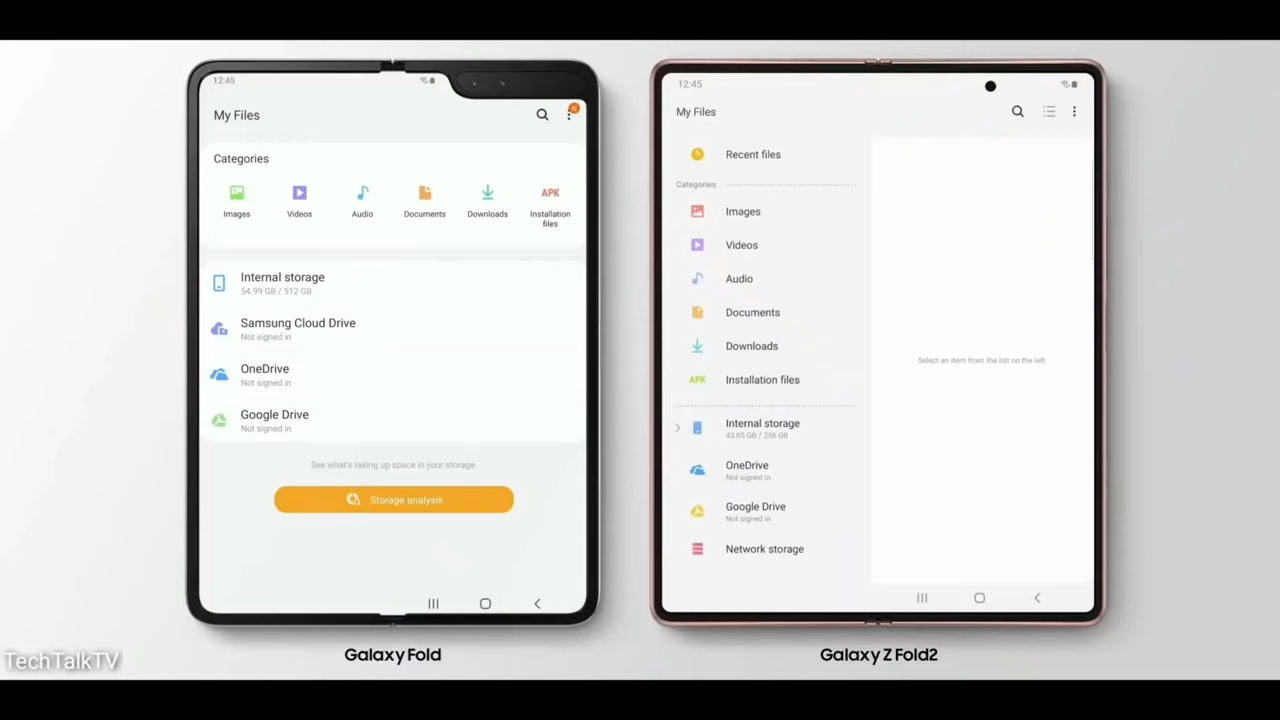 12:45
My Files
N
Categories
Images
Videos
Audio
Documents
Downloads
APK
Installation
files
Internal storage
54.99 GB / 512 GB
Samsung Cloud Drive
Not signed in
OneDrive
Not signed in
Google Drive
Not signed in
See what's taking up space in your storage.
Storage analysis
Galaxy Fold
12:45
My Files
Recent files
Categories
Images
Videos
Audio
Documents
Downloads
APK Installation files
Internal storage
43.65 GB / 256 GB
OneDrive
Not signed in
Google Drive
Not signed in
Network storage
Select an item from the list on the left.
Galaxy Z Fold2
TechTalkTV